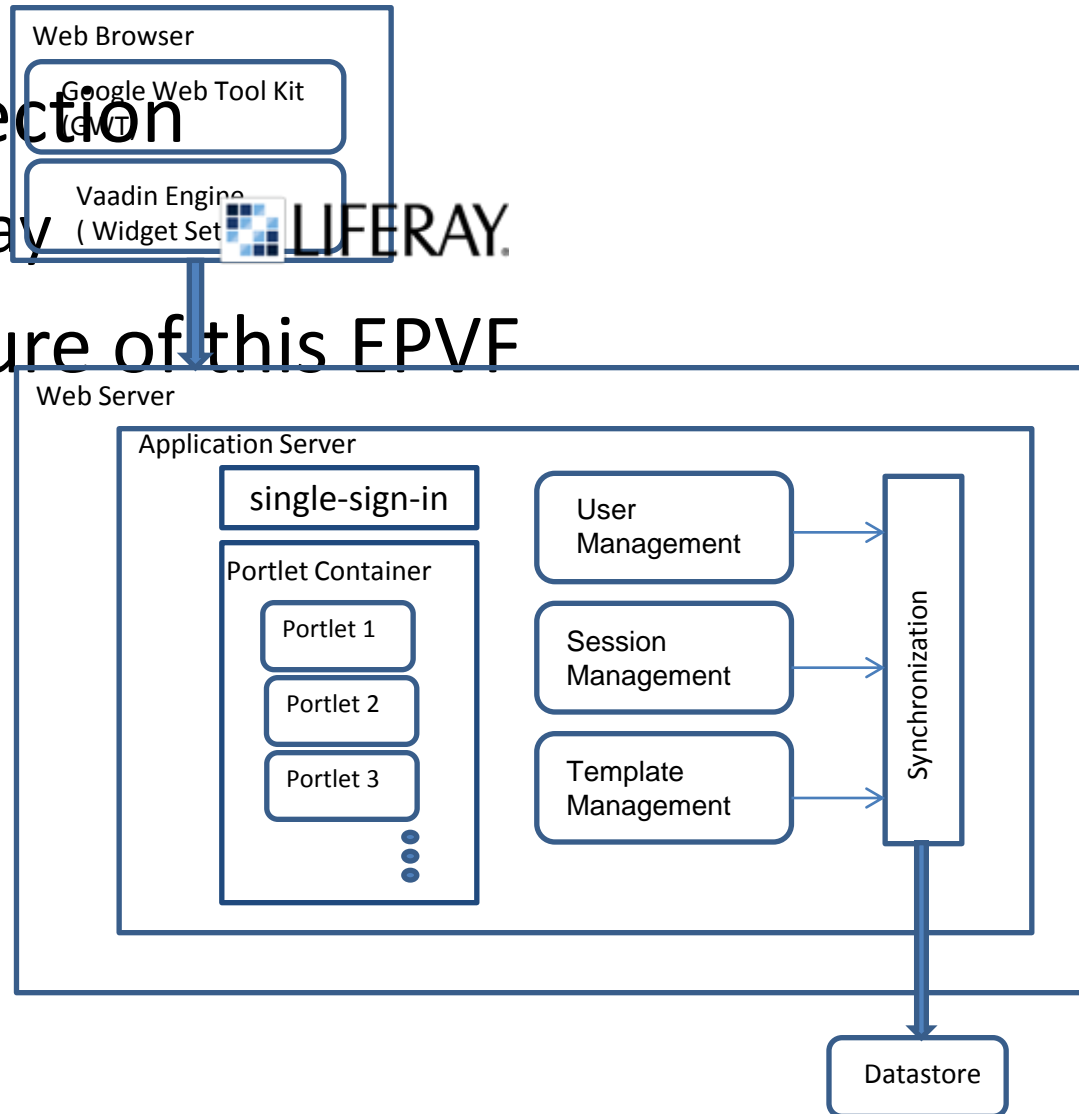 Web Browser
Google Web Tool Kit
(GWT)
ection
Vaadin Engine
( Widget Set
ay
LIFERAY.
ure of this EPVF
Web Server
Application Server
single-sign-in
Portlet Container
Portlet 1
Portlet 2
Portlet 3
User
Management
Session
Management
Template
Management
Synchronization
Datastore